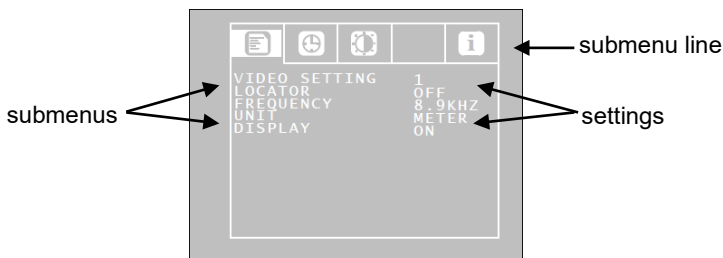 submenu line
VIDEO SETTING 1
LOCATOR OFF
FREQUENCY 8.9KHZ
UNIT METER
DISPLAY ON
submenus
settings